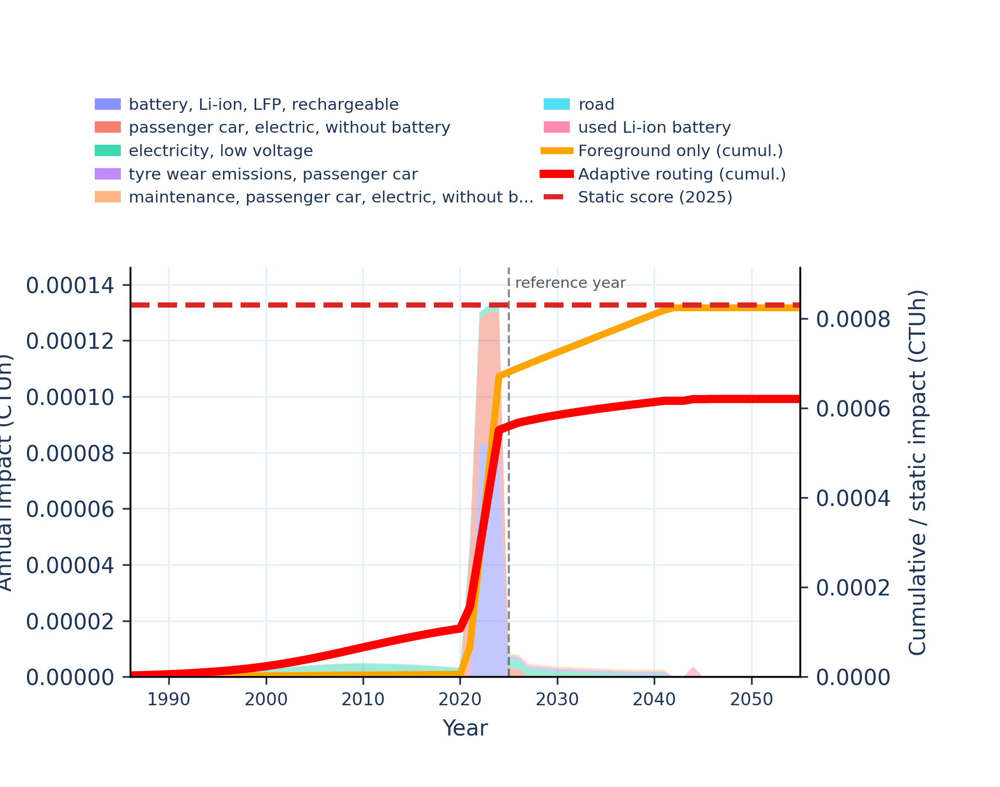 battery, Li-ion, LFP, rechargeable
passenger car, electric, without battery
electricity, low voltage
tyre wear emissions, passenger car
maintenance, passenger car, electric, without b...
road
used Li-ion battery
Foreground only (cumul.)
Adaptive routing (cumul.)
Static score (2025)
reference year
0.00014
0.00012
0.00010
0.00008
0.00006
0.00004
0.00002
0.00000
Annual impact (CTUh)
0.0008
0.0006
0.0004
0.0002
0.0000
Cumulative / static impact (CTUh)
1990 2000 2010 2020 2030 2040 2050
Year